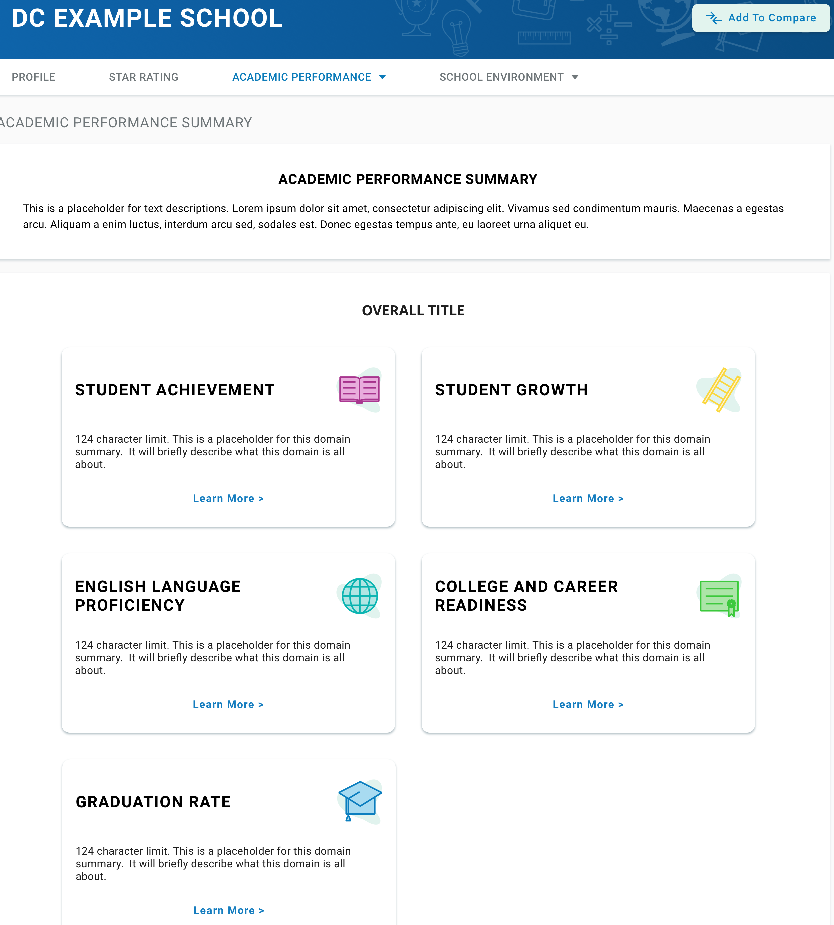 DC EXAMPLE SCHOOL
Add To Compare
PROFILE STAR RATING ACADEMIC PERFORMANCE SCHOOL ENVIRONMENT
ACADEMIC PERFORMANCE SUMMARY
ACADEMIC PERFORMANCE SUMMARY
This is a placeholder for text descriptions. Lorem ipsum dolor sit amet, consectetur adipiscing elit. Vivamus sed condimentum mauris. Maecenas a egestas
arcu. Aliquam a enim luctus, interdum arcu sed, sodales est. Donec egestas tempus ante, eu laoreet urna aliquet eu.
OVERALL TITLE
STUDENT ACHIEVEMENT
124 character limit. This is a placeholder for this domain
summary.  It will briefly describe what this domain is all
about.
Learn More >
STUDENT GROWTH
124 character limit. This is a placeholder for this domain
summary.  It will briefly describe what this domain is all
about.
Learn More >
ENGLISH LANGUAGE
PROFICIENCY
124 character limit. This is a placeholder for this domain
summary.  It will briefly describe what this domain is all
about.
Learn More >
COLLEGE AND CAREER
READINESS
124 character limit. This is a placeholder for this domain
summary.  It will briefly describe what this domain is all
about.
Learn More >
GRADUATION RATE
124 character limit. This is a placeholder for this domain
summary.  It will briefly describe what this domain is all
about.
Learn More >